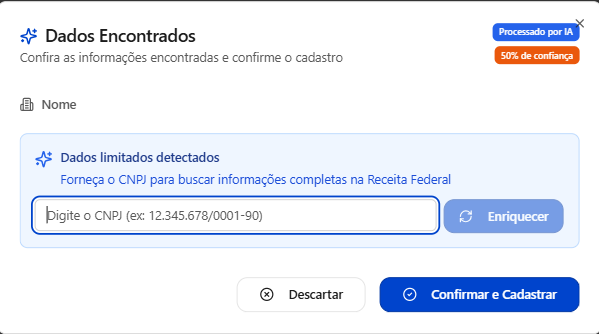 Dados Encontrados
Processado por IA
Confira as informações encontradas e confirme o cadastro
50% de confiança
Nome
Dados limitados detectados
Forneça o CNPJ para buscar informações completas na Receita Federal
Digite o CNPJ (ex: 12.345.678/0001-90)
Enriquecer
Descartar
Confirmar e Cadastrar